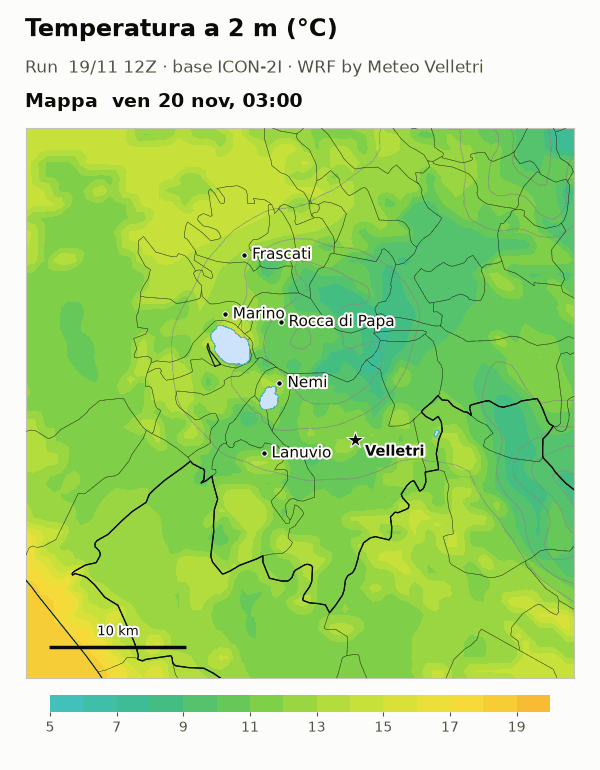 Temperatura a 2 m (°C)
Run 19/11 12Z · base ICON-2I · WRF by Meteo Velletri
Mappa ven 20 nov, 03:00
Frascati
Marino
Rocca di Papa
Nemi
Velletri
Lanuvio
10 km
5 7 9 11 13 15 17 19